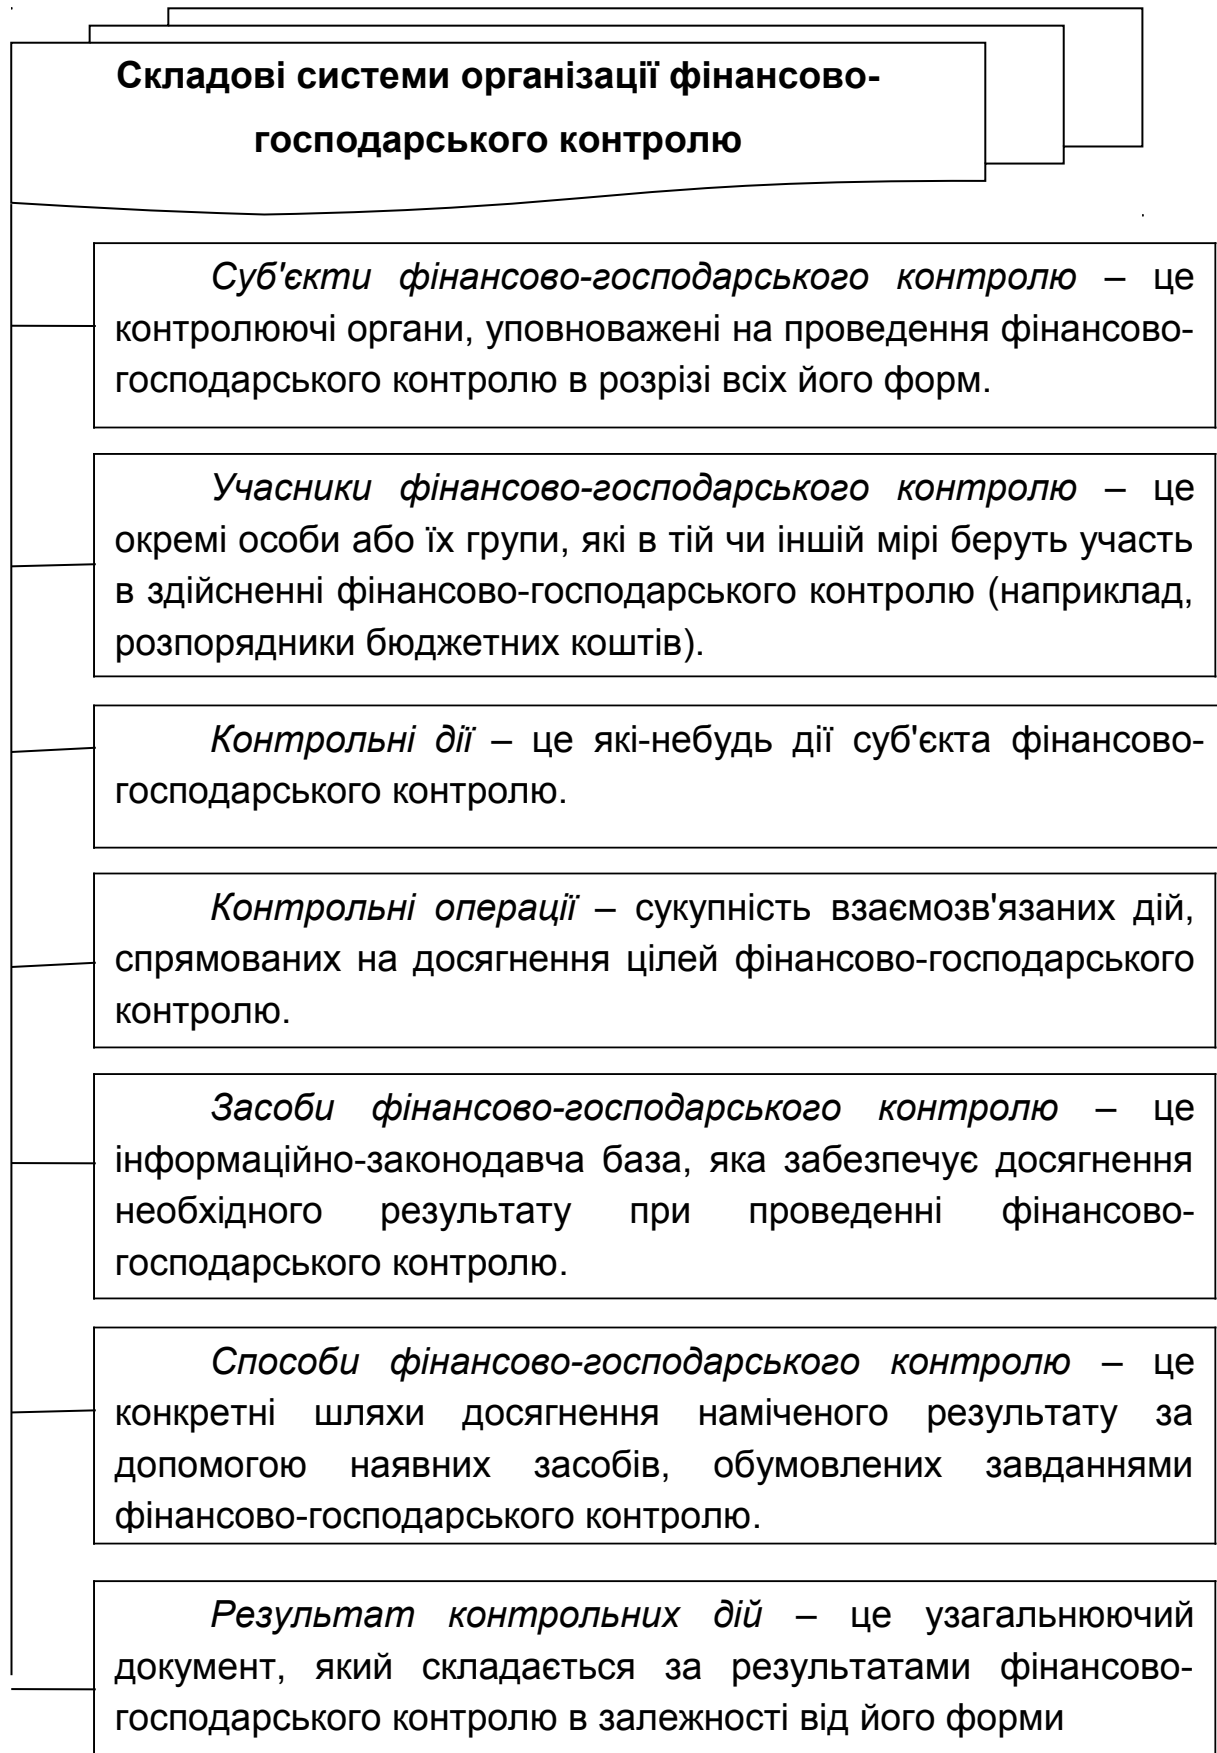 Складові системи організації фінансово-
господарського контролю
Суб'єкти фінансово-господарського контролю – це
контролюючі органи, уповноважені на проведення фінансово-
господарського контролю в розрізі всіх його форм.
Учасники фінансово-господарського контролю – це
окремі особи або їх групи, які в тій чи іншій мірі беруть участь
в здійсненні фінансово-господарського контролю (наприклад,
розпорядники бюджетних коштів).
Контрольні дії – це які-небудь дії суб'єкта фінансово-
господарського контролю.
Контрольні операції – сукупність взаємозв'язаних дій,
спрямованих на досягнення цілей фінансово-господарського
контролю.
Засоби фінансово-господарського контролю – це
інформаційно-законодавча база, яка забезпечує досягнення
необхідного результату при проведенні фінансово-
господарського контролю.
Способи фінансово-господарського контролю – це
конкретні шляхи досягнення наміченого результату за
допомогою наявних засобів, обумовлених завданнями
фінансово-господарського контролю.
Результат контрольних дій – це узагальнюючий
документ, який складається за результатами фінансово-
господарського контролю в залежності від його форми